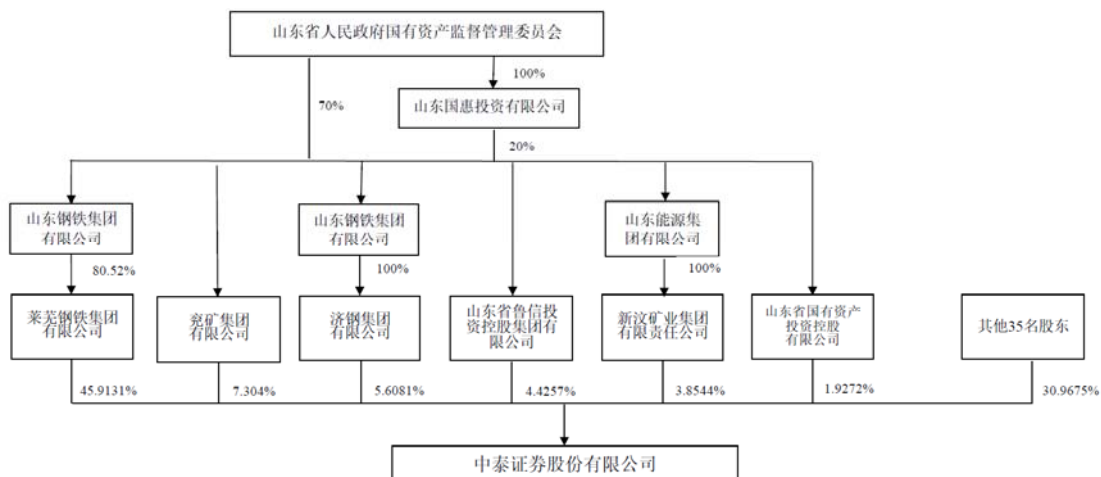 山东省人民政府国有资产监督管理委员会
100%
70%
山东国惠投资有限公司
20%
山东钢铁集团
有限公司
山东钢铁集团
有限公司
山东能源集
团有限公司
80.52%
100%
100%
莱芜钢铁集团
有限公司
兖矿集团
有限公司
济钢集团
有限公司
山东省鲁信投
资控股集团有
限公司
新汶矿业集团
有限责任公司
山东省国有资产
投资控股
有限公司
其他35名股东
45.9131%
7.304%
5.6081%
4.4257%
3.8544%
1.9272%
30.9675%
中泰证券股份有限公司